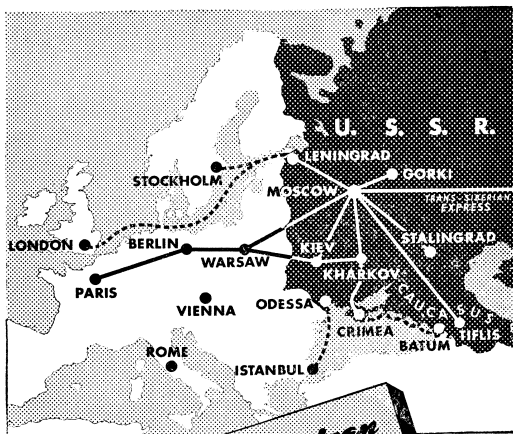 U. S. S. R.
LENINGRAD
STOCKHOLM
GORKI
MOSCOW
TRANS-SIBERIAN
EXPRESS
LONDON
BERLIN
WARSAW
KIEV
STALINGRAD
KHARKOV
PARIS
VIENNA
ODESSA
CAUCASUS
CRIMEA
TIFLIS
BATUM
ROME
ISTANBUL